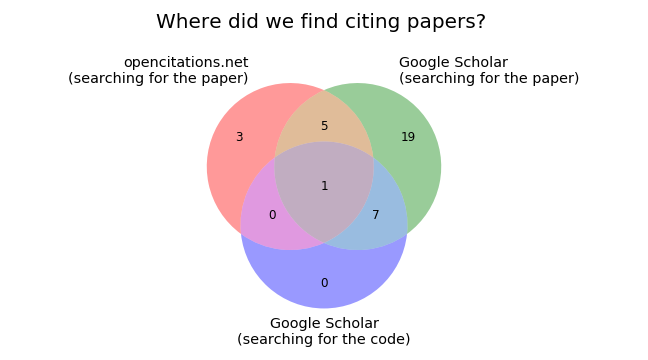 Where did we find citing papers?
opencitations.net
(searching for the paper)
Google Scholar
(searching for the paper)
3
5
19
1
0
7
0
Google Scholar
(searching for the code)